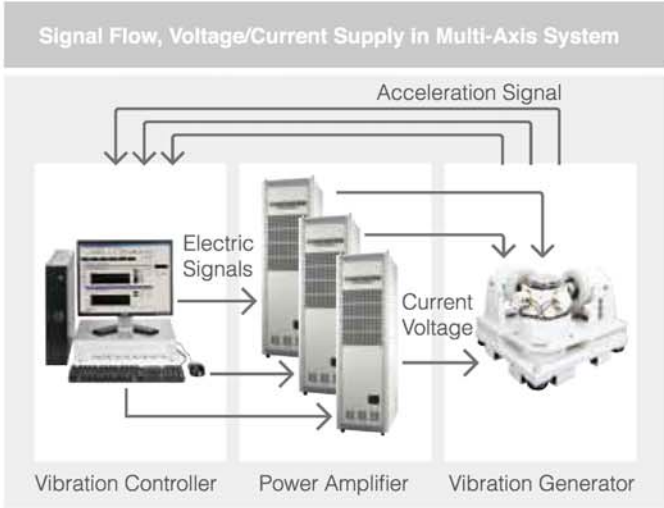 Signal Flow, Voltage/Current Supply in Multi-Axis System
Acceleration Signal
Electric
Signals
Current
Voltage
Vibration Controller
Power Amplifier
Vibration Generator